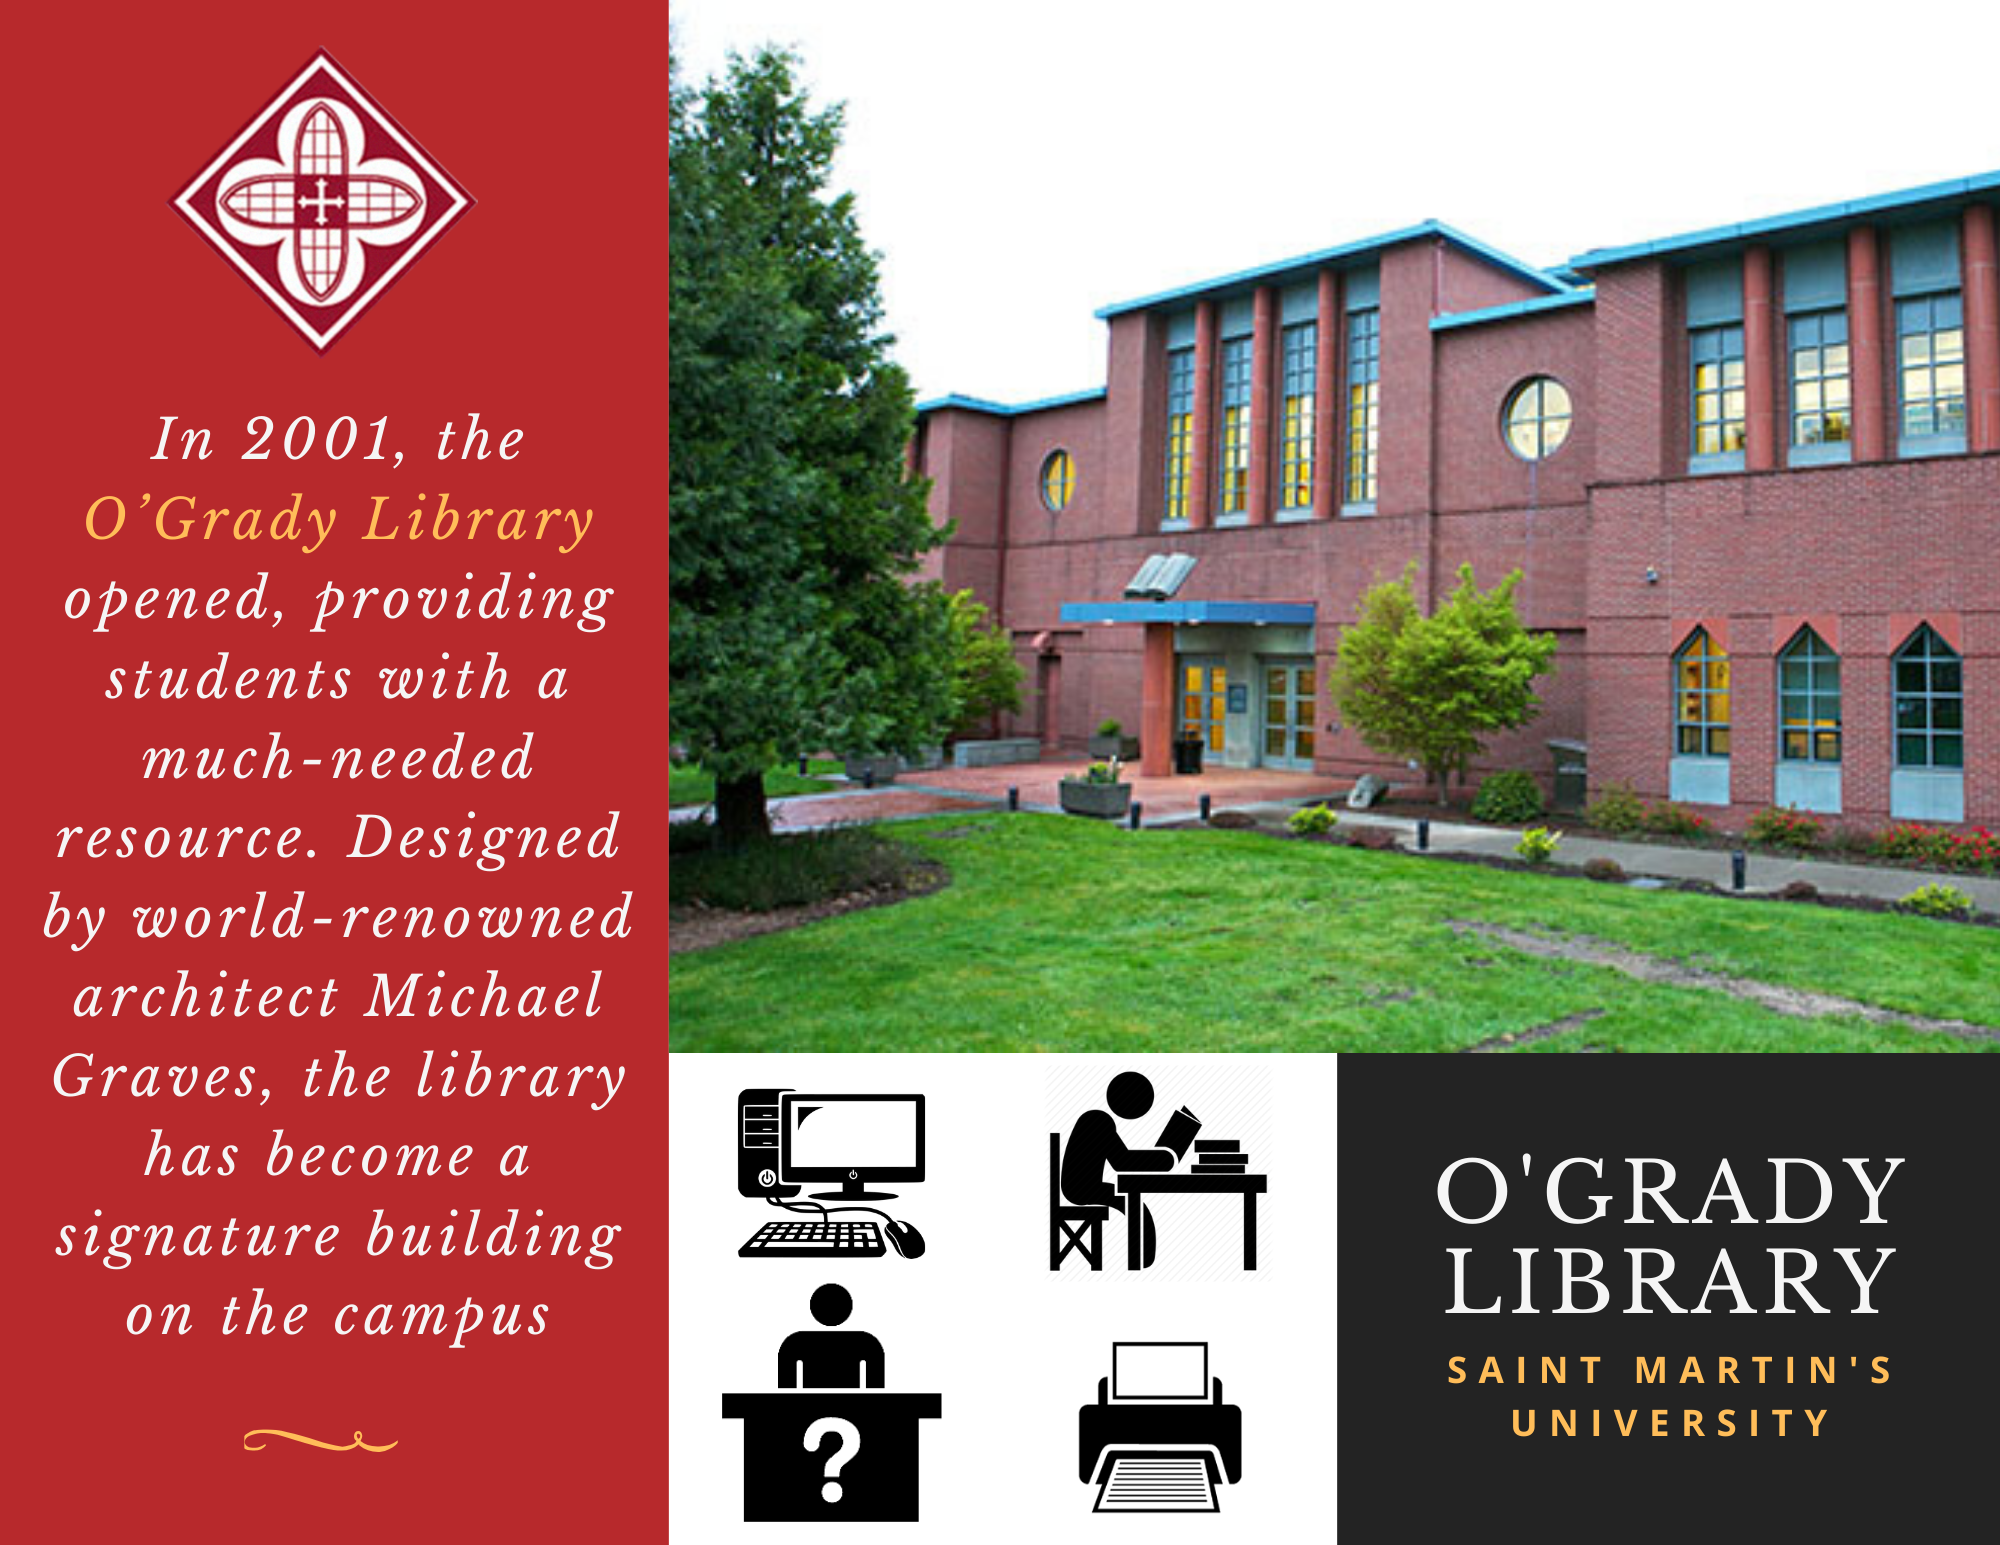 In 2001, the
O’Grady Library
opened, providing
students with a
much-needed
resource. Designed
by world-renowned
architect Michael
Graves, the library
has become a
signature building
on the campus
?
O'GRADY
LIBRARY
SAINT MARTIN'S
UNIVERSITY